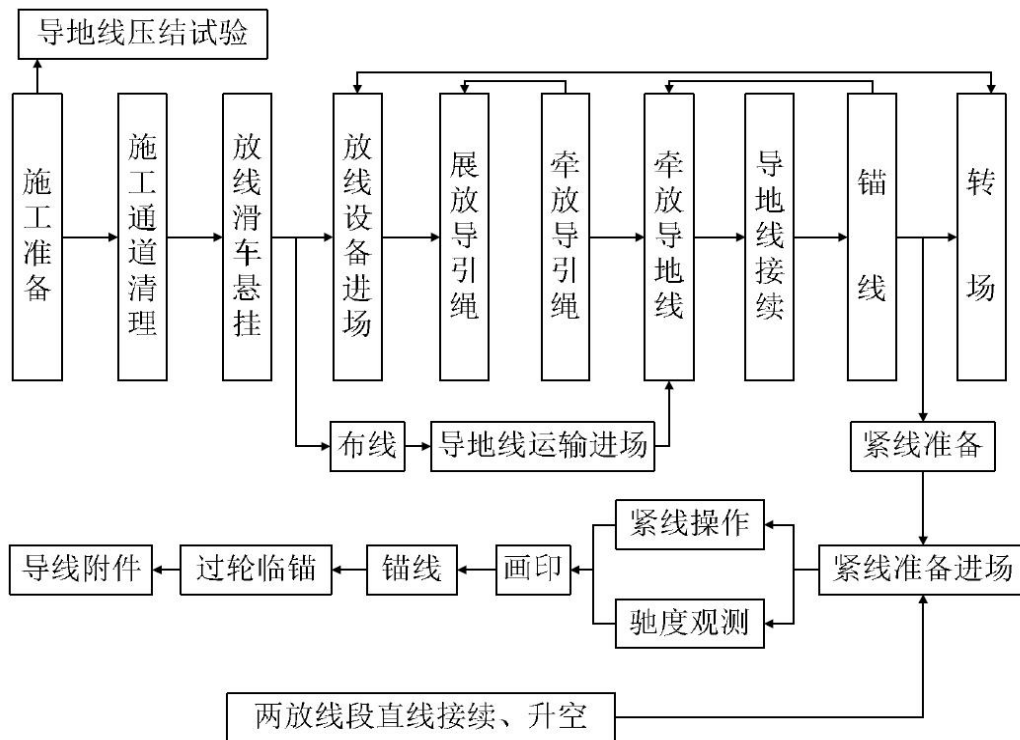 导地线压结试验
施工准备
施工通道清理
放线滑车悬挂
放线设备进场
展放导引绳
牵放导引绳
牵放导地线
导地线接续
锚线
转场
布线
导地线运输进场
紧线准备
紧线操作
导线附件
过轮临锚
锚线
画印
紧线准备进场
驰度观测
两放线段直线接续、升空